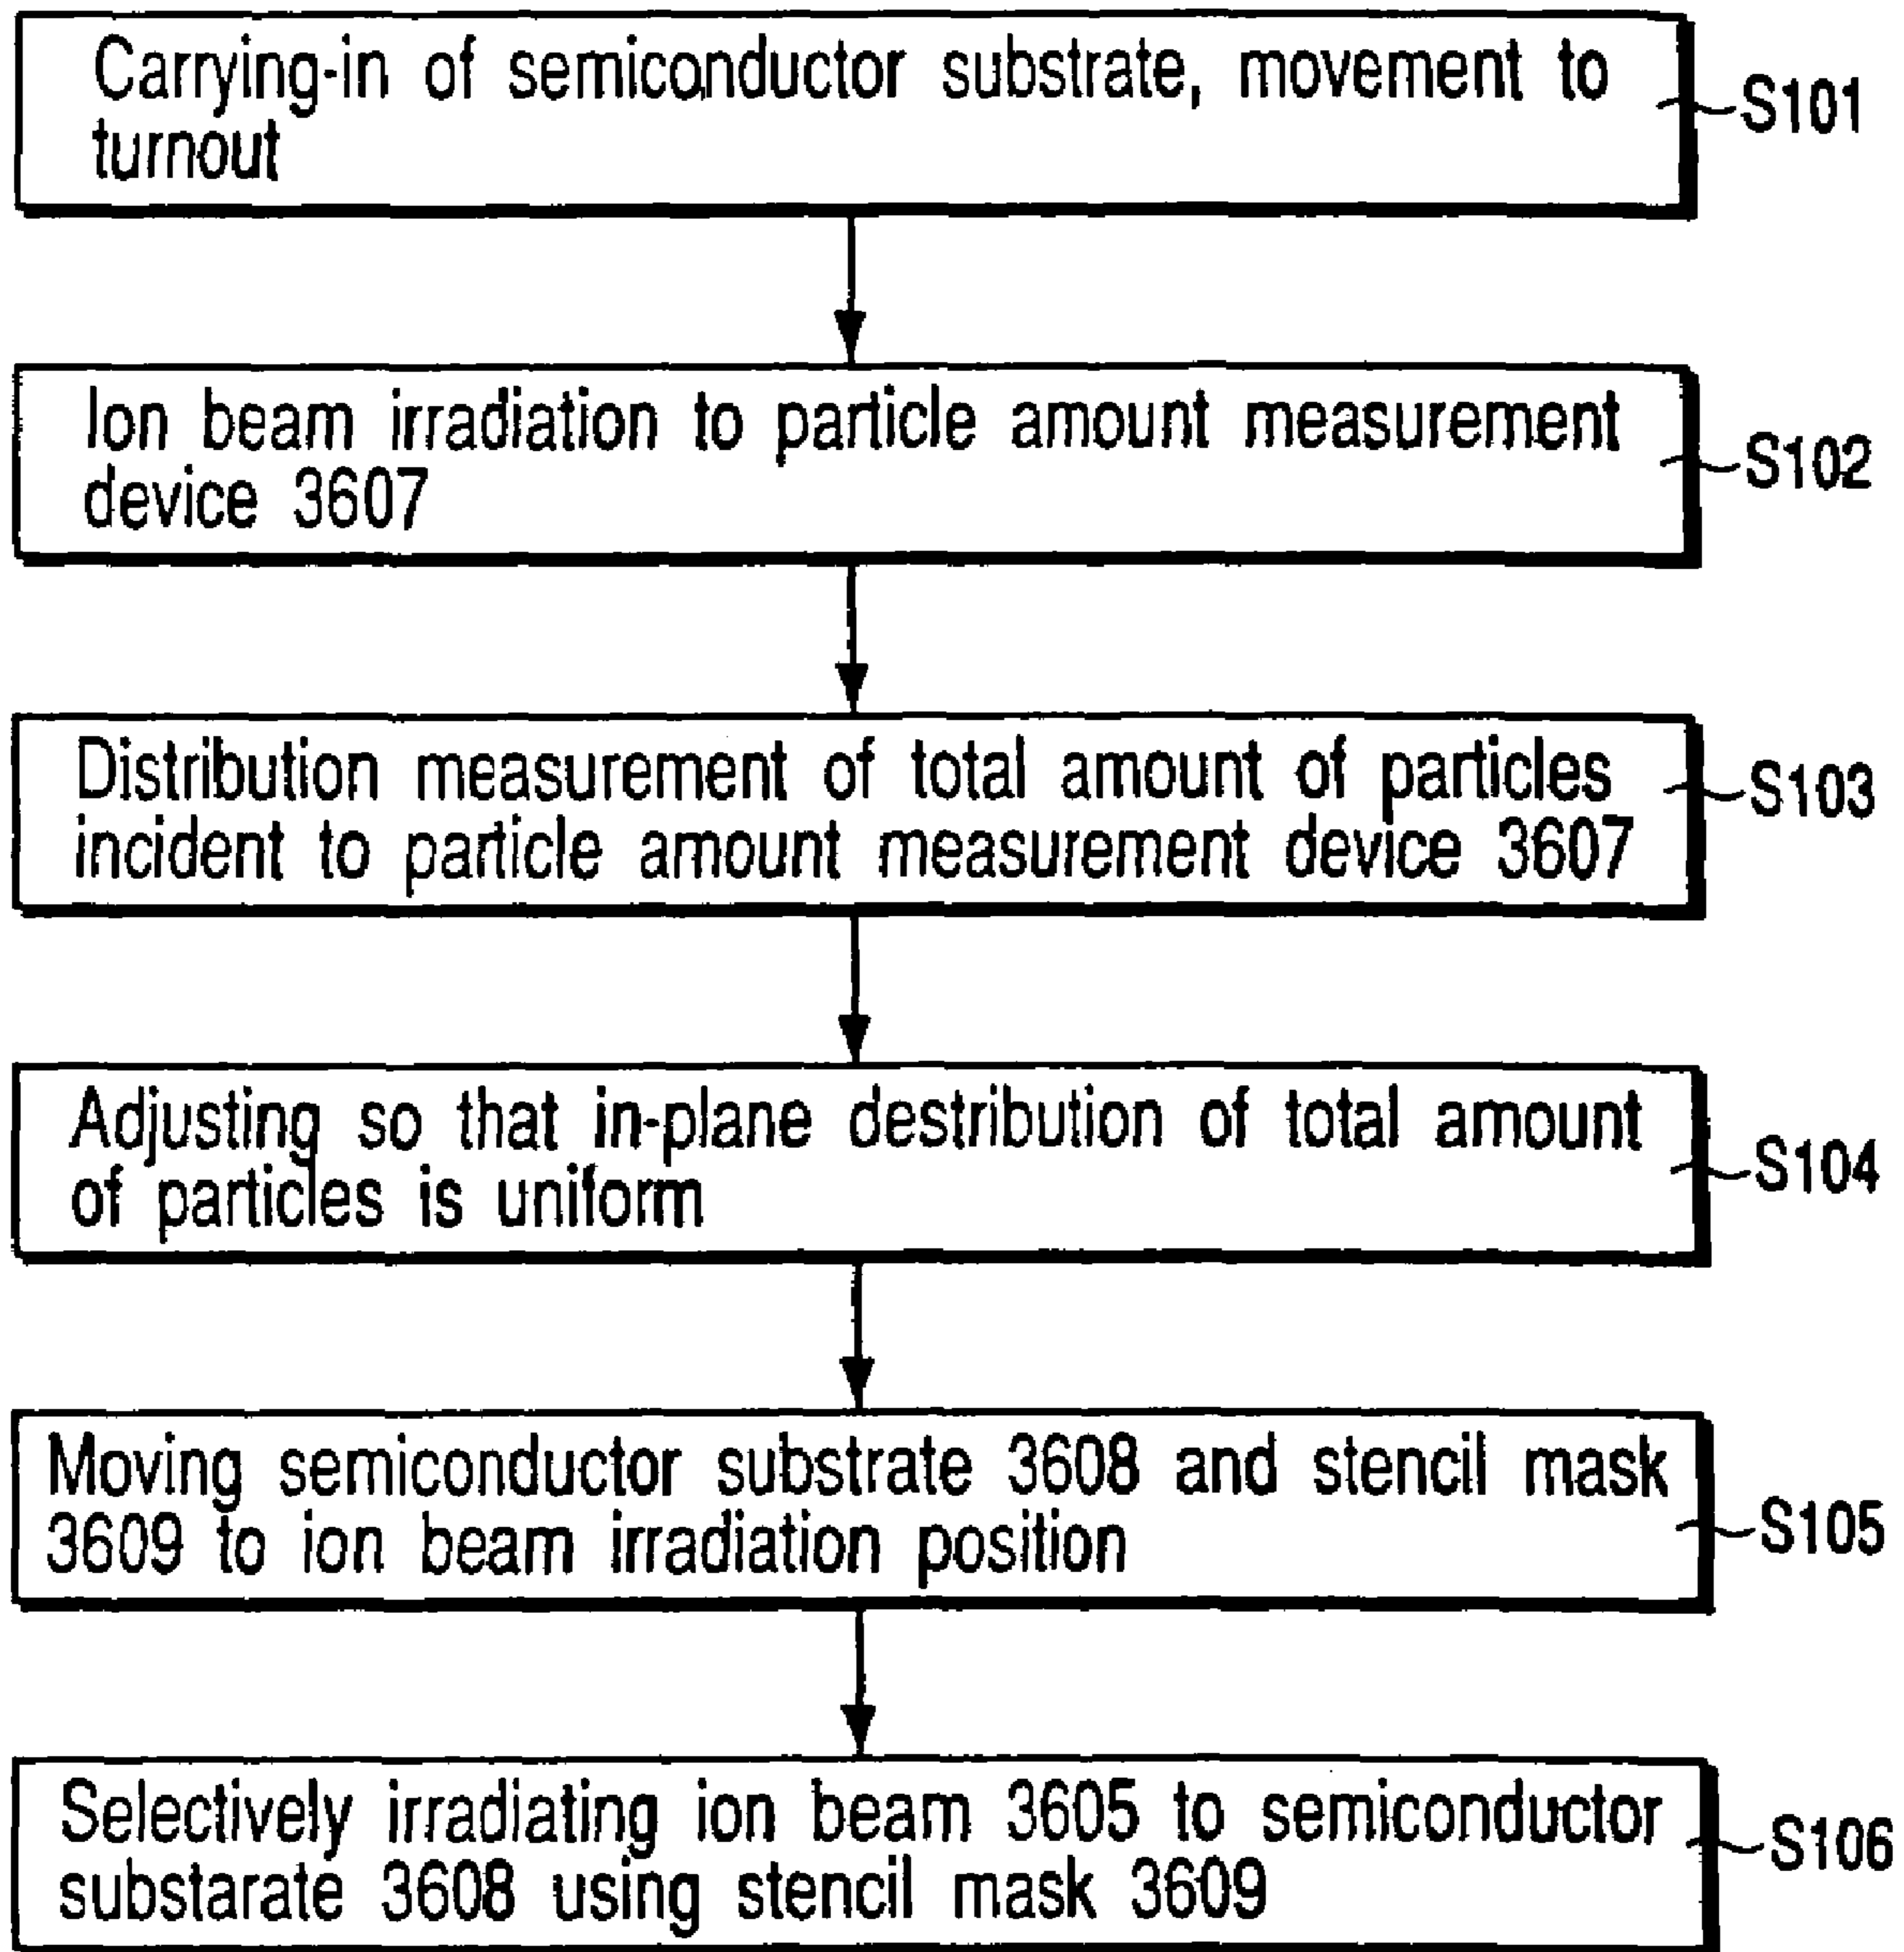 Carrying-in of semiconductor substrate, movement to
turnout
S101
Ion beam irradiation to particle amount measurement
device 3607
S102
Distribution measurement of total amount of particles
incident to particle amount measurement device 3607
S103
Adjusting so that in-plane destribution of total amount
of particles is uniform
S104
Moving semiconductor substrate 3608 and stencil mask
3609 to ion beam irradiation position
S105
Selectively irradiating ion beam 3605 to semiconductor
substarate 3608 using stencil mask 3609
S106